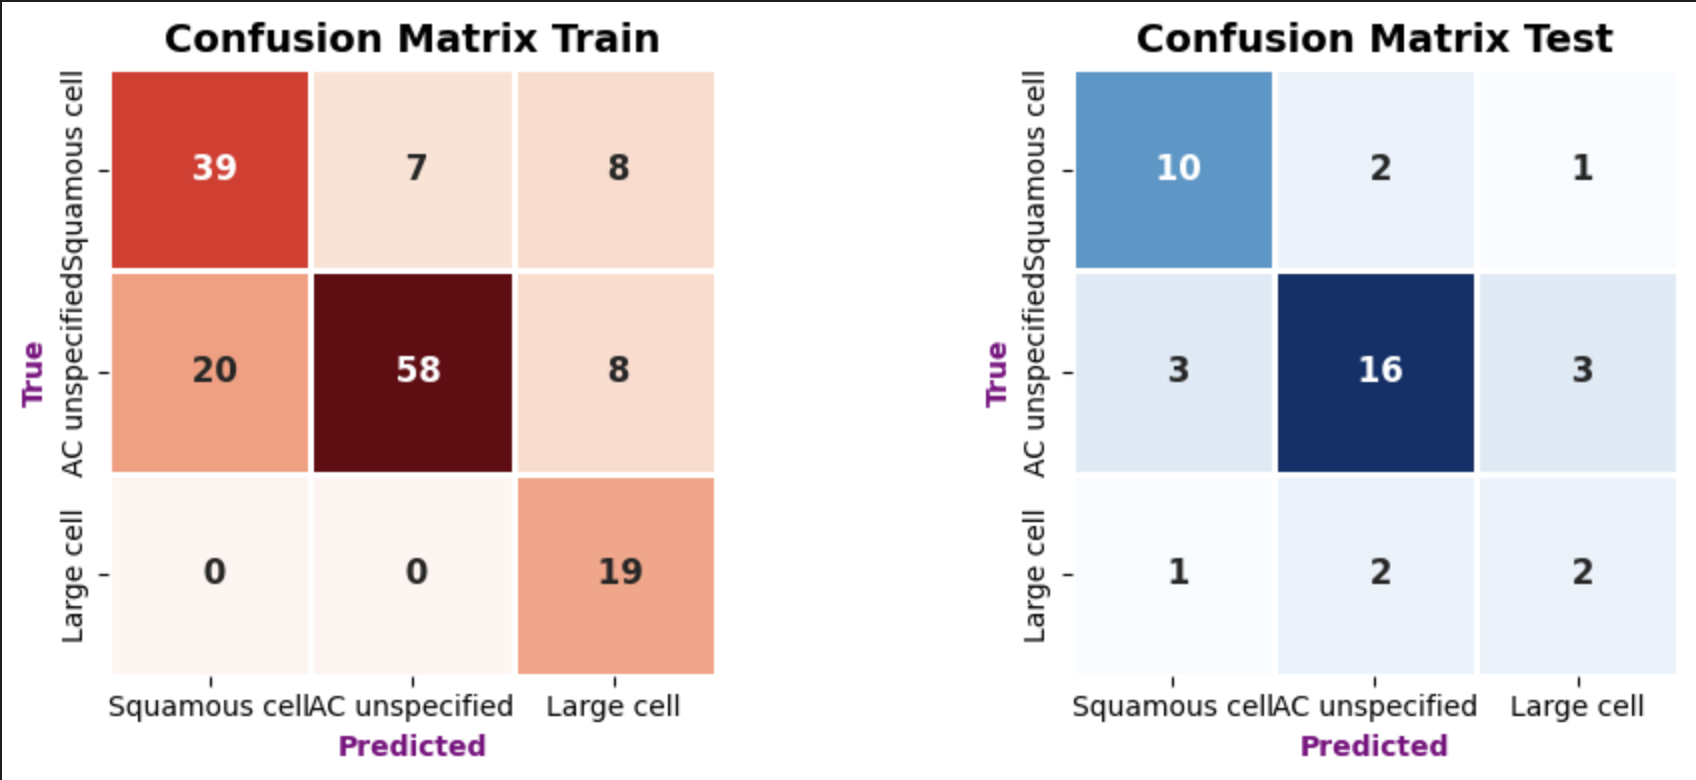 Confusion Matrix Train
True
Squamous cell
39 7 8
AC unspecified
20 58 8
Large cell
0 0 19
Squamous cell AC unspecified Large cell
Predicted
Confusion Matrix Test
True
Squamous cell
10 2 1
AC unspecified
3 16 3
Large cell
1 2 2
Squamous cell AC unspecified Large cell
Predicted